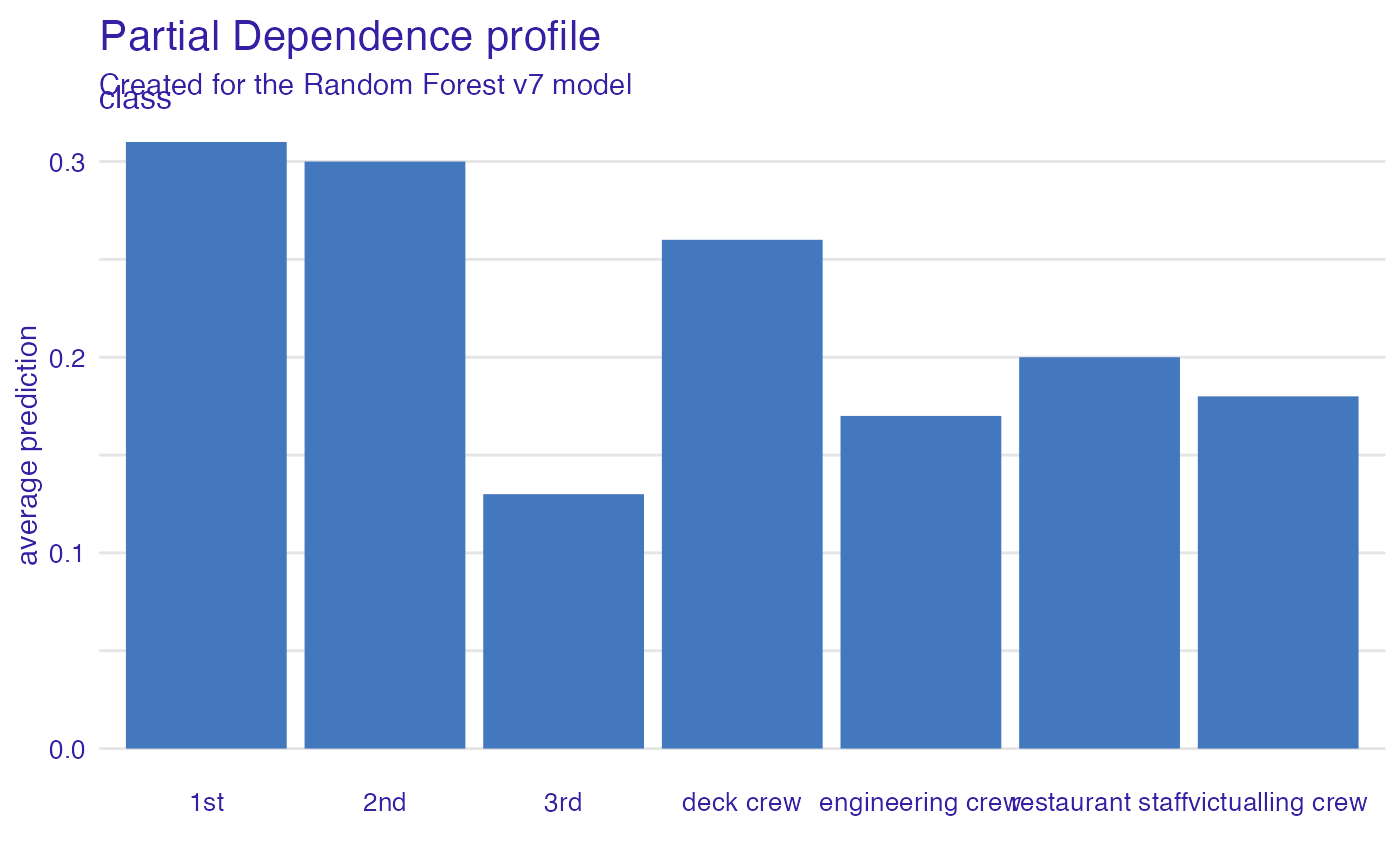 Partial Dependence profile
Created for the Random Forest v7 model
class
average prediction
0.3
0.2
0.1
0.0
1st 2nd 3rd deck crew engineering crew restaurant staff victualling crew